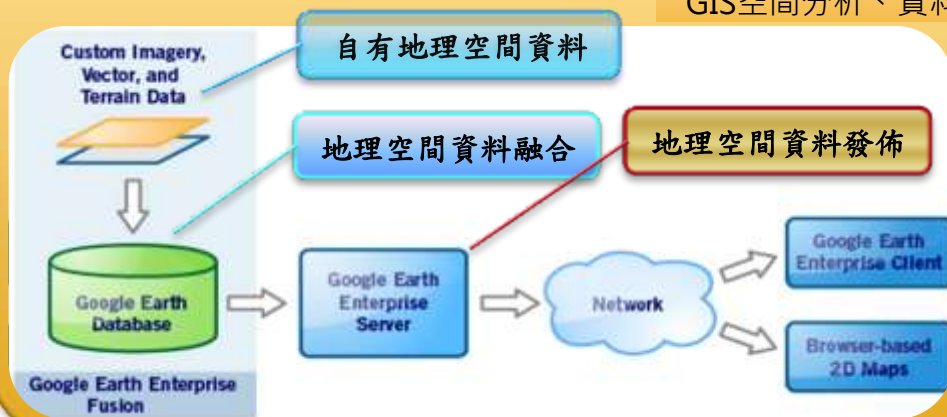 GIS空間分析、資料
Custom Imagery,
Vector, and
Terrain Data
自有地理空間資料
地理空間資料融合
地理空間資料發佈
Google Earth
Database
Google Earth
Enterprise
Server
Network
Google Earth
Enterprise Client
Browser-based
2D Maps
Google Earth Enterprise
Fusion